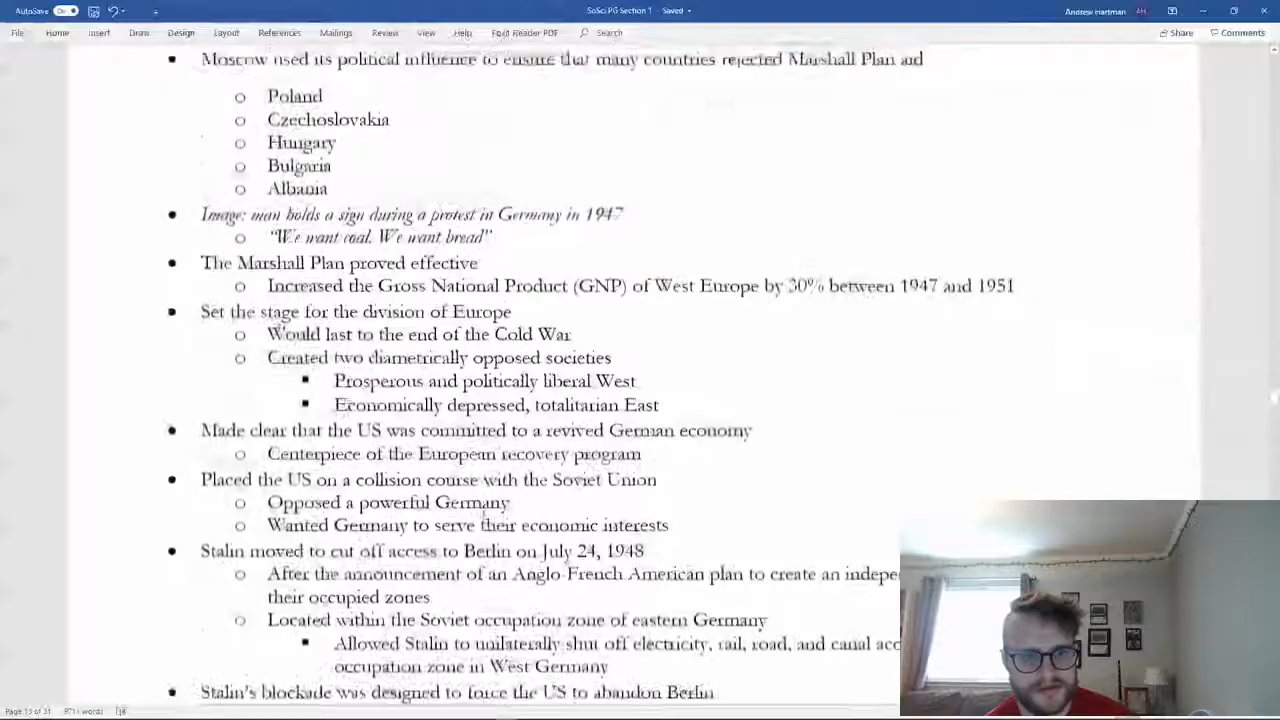 AutoSave On SoSci PG Section 1 - Saved Andrew Hartman AH
File Home Insert Draw Design Layout References Mailings Review View Help Foxit Reader PDF Search Share Comments
Moscow used its political influence to ensure that many countries rejected Marshall Plan aid
Poland
Czechoslovakia
Hungary
Bulgaria
Albania
Image: man holds a sign during a protest in Germany in 1947
"We want coal. We want bread"
The Marshall Plan proved effective
Increased the Gross National Product (GNP) of West Europe by 30% between 1947 and 1951
Set the stage for the division of Europe
Would last to the end of the Cold War
Created two diametrically opposed societies
Prosperous and politically liberal West
Economically depressed, totalitarian East
Made clear that the US was committed to a revived German economy
Centerpiece of the European recovery program
Placed the US on a collision course with the Soviet Union
Opposed a powerful Germany
Wanted Germany to serve their economic interests
Stalin moved to cut off access to Berlin on July 24, 1948
After the announcement of an Anglo-French American plan to create an indepe
their occupied zones
Located within the Soviet occupation zone of eastern Germany
Allowed Stalin to unilaterally shut off electricity, rail, road, and canal acc
occupation zone in West Germany
Stalin's blockade was designed to force the US to abandon Berlin
Page 13 of 31 9711 words